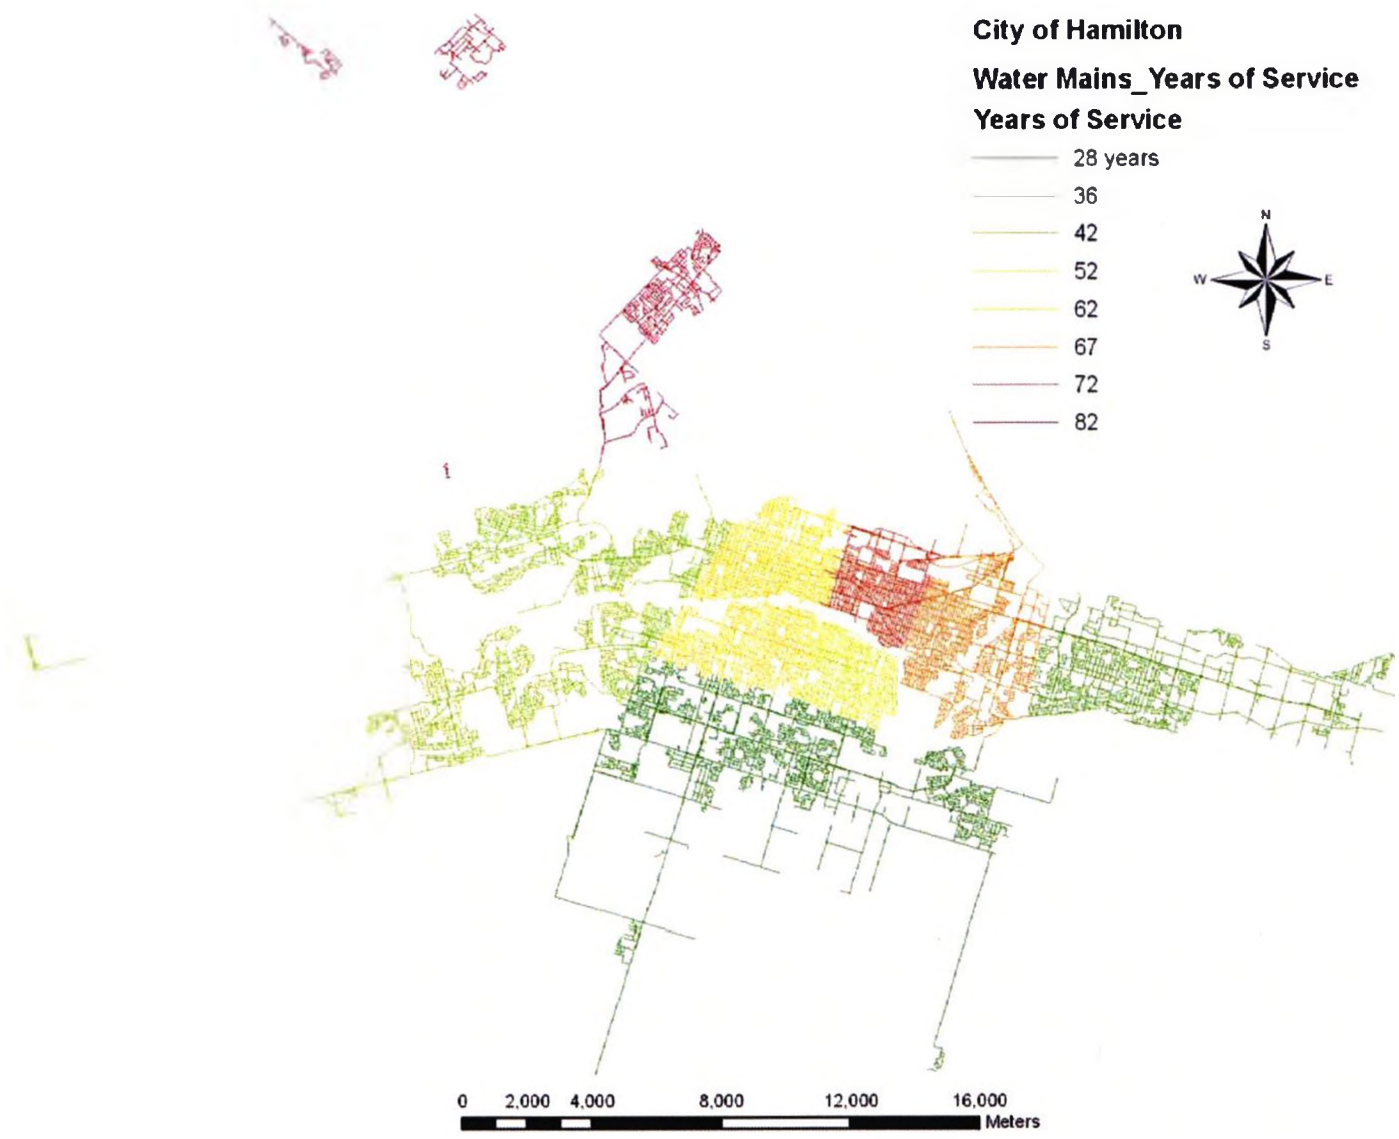 City of Hamilton
Water Mains_Years of Service
Years of Service
28 years
36
42
52
62
67
72
82
N
W E
S
0 2,000 4,000 8,000 12,000 16,000
Meters